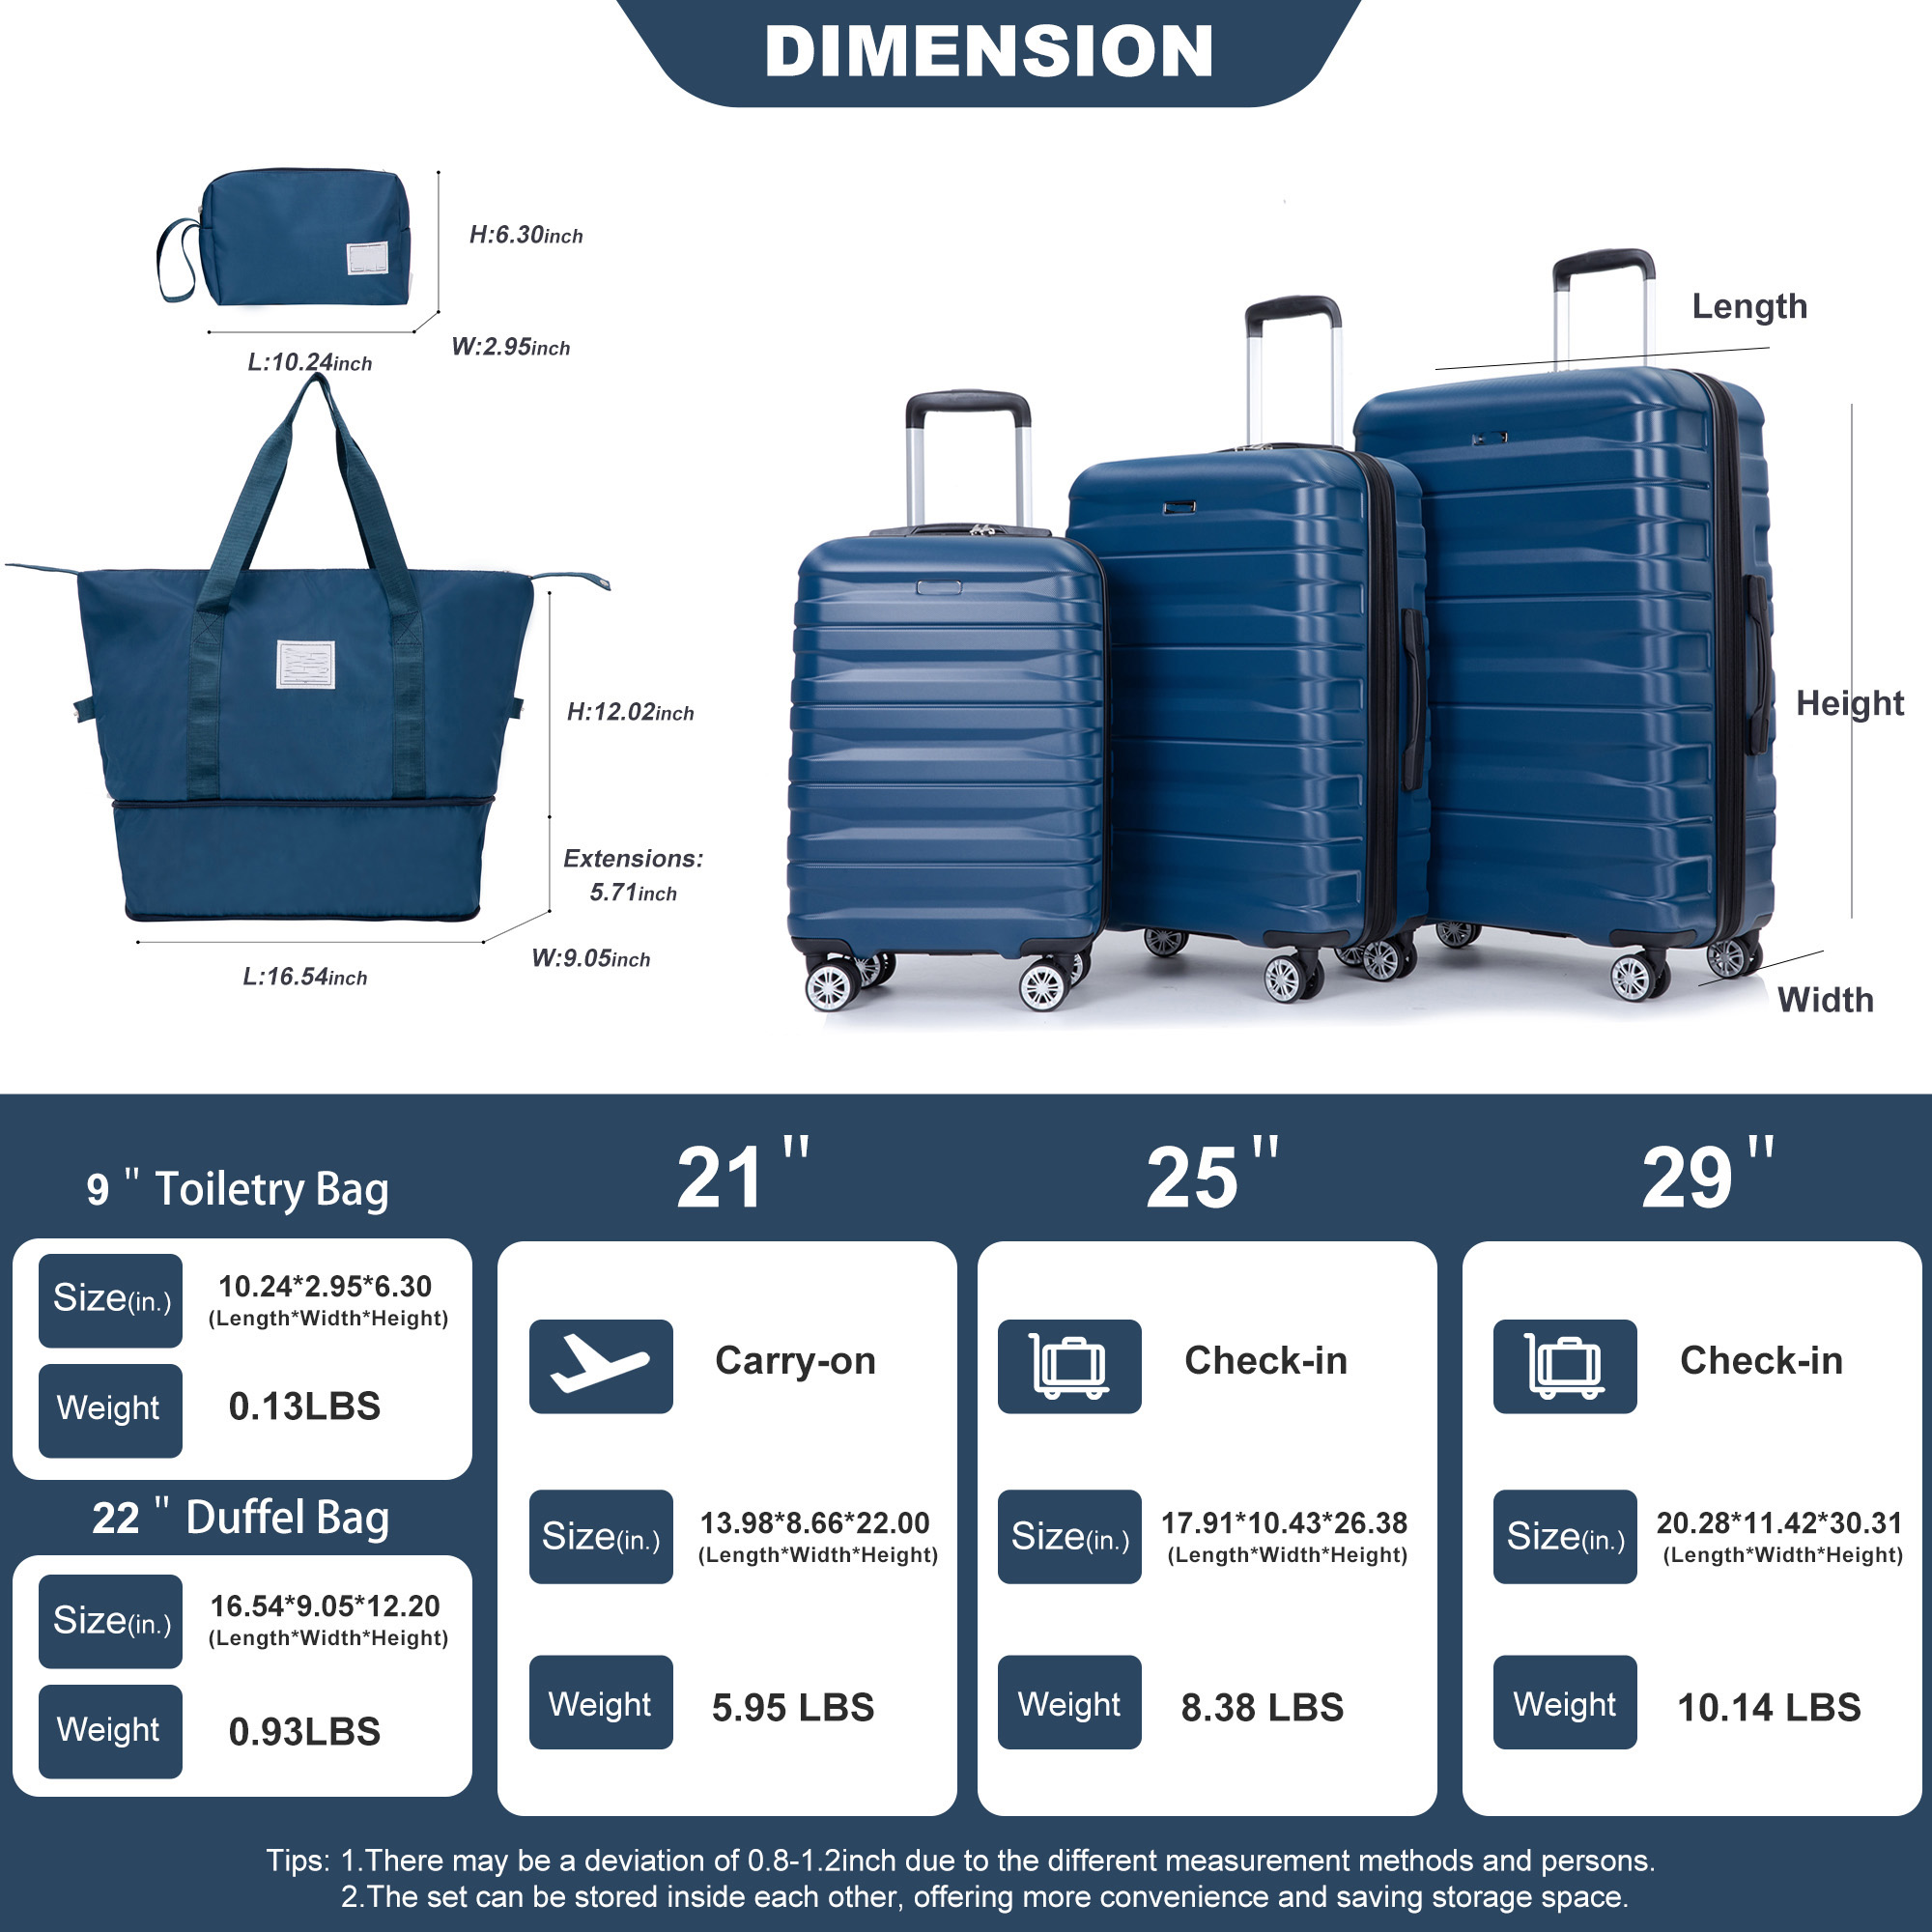 DIMENSION
H:6.30inch
W:2.95inch
L:10.24inch
H:12.02inch
Extensions:
5.71inch
W:9.05inch
L:16.54inch
Length
Height
Width
9 " Toiletry Bag
Size(in.)
10.24*2.95*6.30
(Length*Width*Height)
Weight
0.13LBS
22 " Duffel Bag
Size(in.)
16.54*9.05*12.20
(Length*Width*Height)
Weight
0.93LBS
21"
Carry-on
Size(in.)
13.98*8.66*22.00
(Length*Width*Height)
Weight
5.95 LBS
25"
Check-in
Size(in.)
17.91*10.43*26.38
(Length*Width*Height)
Weight
8.38 LBS
29"
Check-in
Size(in.)
20.28*11.42*30.31
(Length*Width*Height)
Weight
10.14 LBS
Tips: 1.There may be a deviation of 0.8-1.2inch due to the different measurement methods and persons.
2.The set can be stored inside each other, offering more convenience and saving storage space.